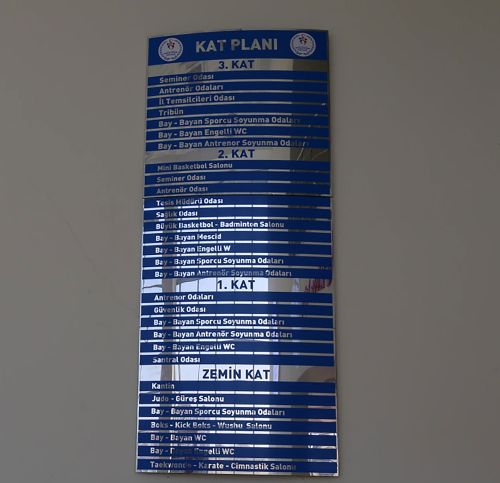 KAT PLANI
3. KAT
Seminer Odası
Antrenör Odaları
İl Temsilcileri Odası
Tribün
Bay - Bayan Sporcu Soyunma Odaları
Bay - Bayan Engelli WC
Bay - Bayan Antrenor Soyunma Odaları
2. KAT
Mini Basketbol Salonu
Seminer Odası
Antrenör Odası
Tesis Müdürü Odası
Sağlık Odası
Büyük Basketbol - Badminton Salonu
Bay - Bayan Mescid
Bay - Bayan Engelli W
Bay - Bayan Sporcu Soyunma Odaları
Bay - Bayan Antrenör Soyunma Odaları
1. KAT
Antrenor Odaları
Güvenlik Odası
Bay - Bayan Sporcu Soyunma Odaları
Bay - Bayan Antrenör Soyunma Odaları
Bay - Bayan Engelli WC
Santral Odası
ZEMİN KAT
Kantin
Judo - Güreş Salonu
Bay - Bayan Sporcu Soyunma Odaları
Boks - Kick Boks - Wushu Salonu
Bay - Bayan WC
Bay - Bayan Engelli WC
Taekwondo - Karate - Cimnastik Salonu